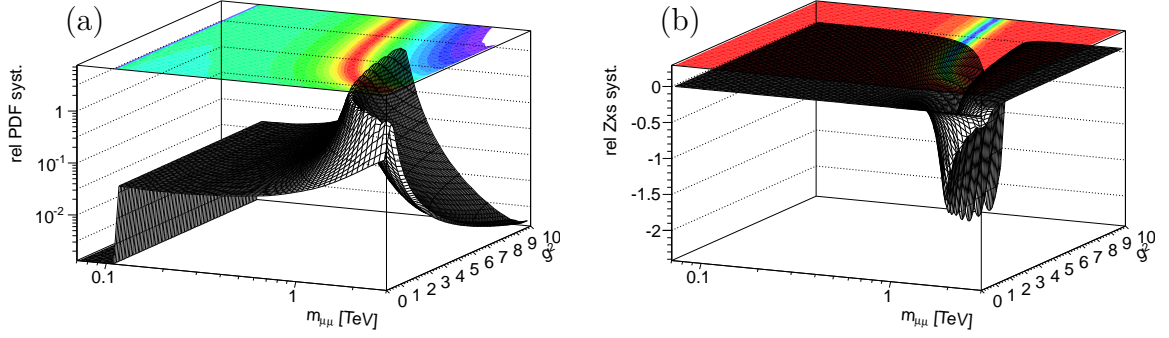 (a)
rel PDF syst.
1
10⁻¹
10⁻²
0.1
1
m_μμ [TeV]
0 1 2 3 4 5 6 7 8 9 10
g²
(b)
rel Zxs syst.
0
-0.5
-1
-1.5
-2
0.1
1
m_μμ [TeV]
0 1 2 3 4 5 6 7 8 9 10
g²